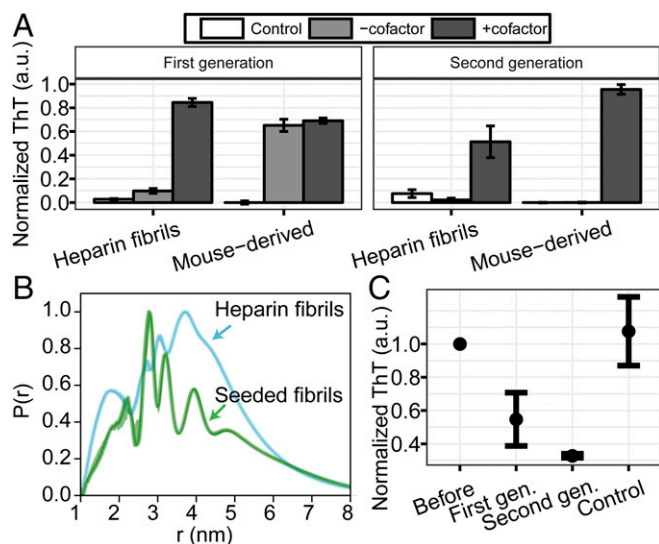 A
Control
−cofactor
+cofactor
First generation
Second generation
Normalized ThT (a.u.)
1.0
0.8
0.6
0.4
0.2
0.0
Heparin fibrils
Mouse−derived
Heparin fibrils
Mouse−derived
B
P(r)
1.0
0.8
0.6
0.4
0.2
0.0
Heparin fibrils
Seeded fibrils
1 2 3 4 5 6 7 8
r (nm)
C
Normalized ThT (a.u.)
1.0
0.8
0.6
0.4
Before
First gen.
Second gen.
Control